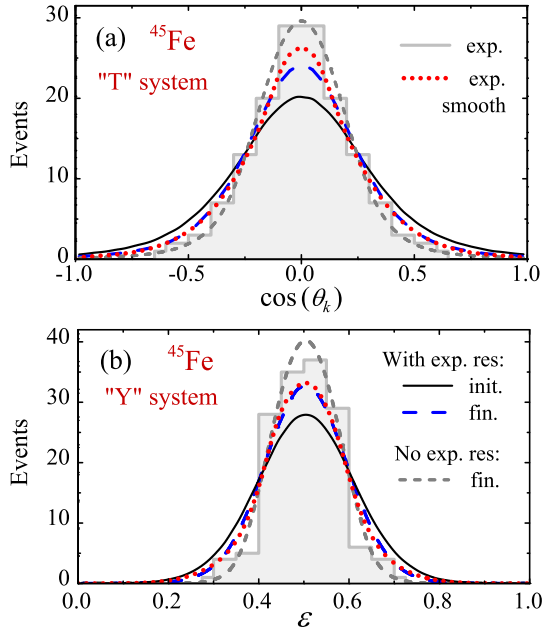 30
(a)
⁴⁵Fe
exp.
"T" system
exp.
smooth
20
Events
10
0
-1.0 -0.5 0.0 0.5 1.0
cos (θₖ)
40
(b)
⁴⁵Fe
With exp. res:
"Y" system
init.
30
fin.
Events
No exp. res:
20
fin.
10
0
0.0 0.2 0.4 0.6 0.8 1.0
ε